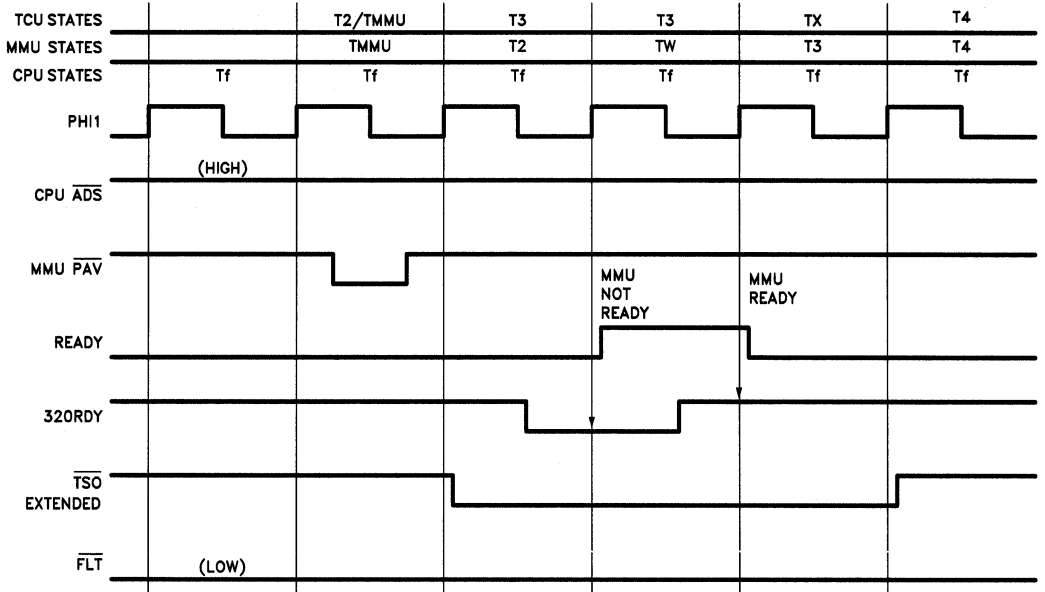 TCU STATES T2/TMMU T3 T3 TX T4
MMU STATES TMMU T2 TW T3 T4
CPU STATES Tf Tf Tf Tf Tf Tf
PHI1
(HIGH)
CPU ADS
MMU PAV
MMU NOT READY
MMU READY
READY
320RDY
TSO EXTENDED
FLT (LOW)